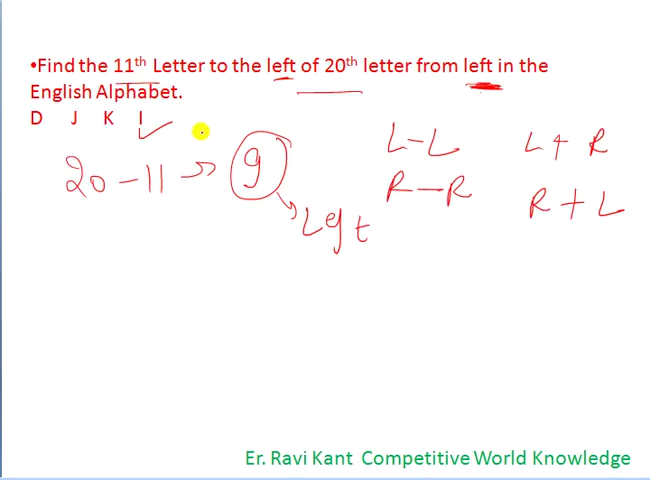 •Find the 11th Letter to the left of 20th letter from left in the
English Alphabet.
D J K I
L - L L + R
20 - 11 → 9
R - R R + L
Left
Er. Ravi Kant Competitive World Knowledge